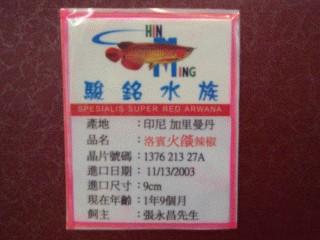 HIN
MING
駿銘水族
SPESIALIS SUPER RED ARWANA
產地：印尼 加里曼丹
品名：洛賓火燄辣椒
晶片號碼：1376 213 27A
進口日期：11/13/2003
進口尺寸：9cm
現在年齡：1年9個月
飼主：張永昌先生